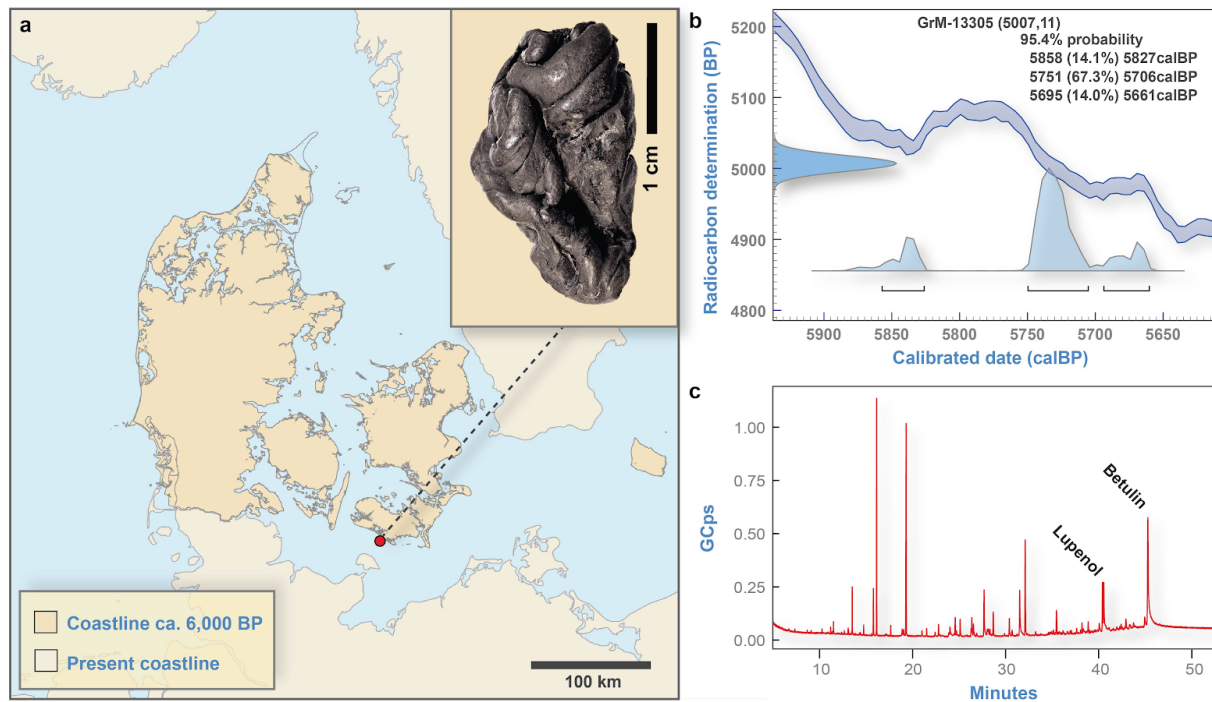 a
1 cm
Coastline ca. 6,000 BP
Present coastline
100 km
b
GrM-13305 (5007,11)
95.4% probability
5858 (14.1%) 5827calBP
5751 (67.3%) 5706calBP
5695 (14.0%) 5661calBP
Radiocarbon determination (BP)
5200
5100
5000
4900
4800
5900
5850
5800
5750
5700
5650
Calibrated date (calBP)
c
GCps
1.00
0.50
0.25
0.00
Lupenol
Betulin
10
20
30
40
50
Minutes